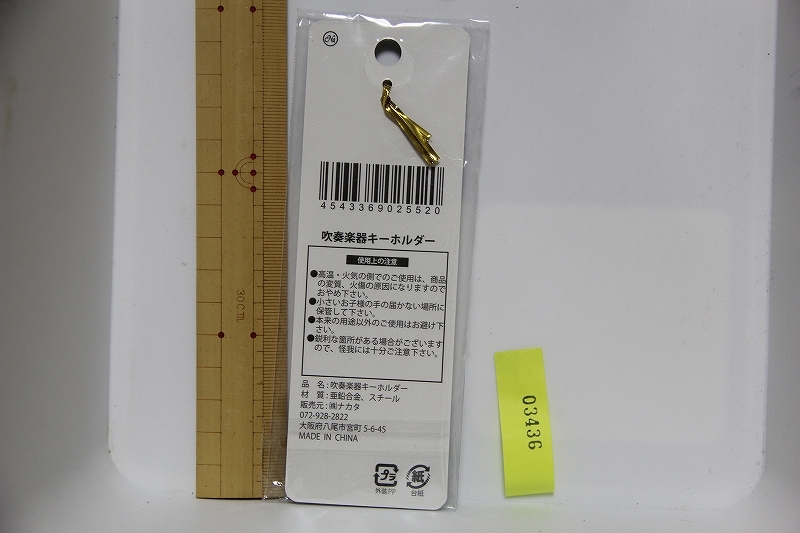 4543369025520
吹奏楽器キーホルダー
使用上の注意
●高温・火気の側でのご使用は、商品
の変質、火傷の原因になりますので
おやめ下さい。
●小さいお子様の手の届かない場所に
保管して下さい。
●本来の用途以外のご使用はお避け下
さい。
●鋭利な箇所がある場合がございます
ので、怪我には十分ご注意下さい。
品 名:吹奏楽器キーホルダー
材 質:亜鉛合金、スチール
販売元:㈱ナカタ
072-928-2822
大阪府八尾市宮町 5-6-45
MADE IN CHINA
プラ
外装PP
紙
台紙
30cm
03436